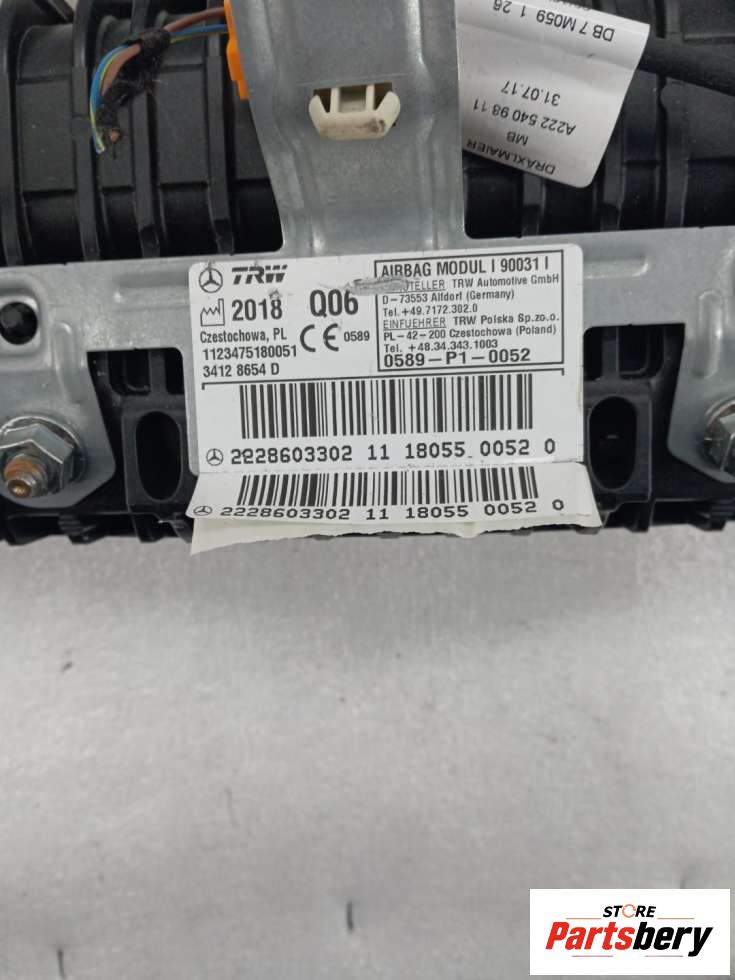 DB 7 M059 1 26
31.07.17
A222 540 98 11
MB
DRAXLMAIER
TRW
2018 Q06
Czestochowa, PL
1123475180051
34128654 D
CE 0589
AIRBAG MODUL I 90031 I
TRW Automotive GmbH
D-73553 Alfdorf (Germany)
Tel.+49.7172.302.0
EINFUEHRER TRW Polska Sp.zo.o.
PL-42-200 Czestochowa (Poland)
Tel. +48.34.343.1003
0589-P1-0052
2228603302 11 18055 0052 0
2228603302 11 18055 0052 0
STORE
Partsbery